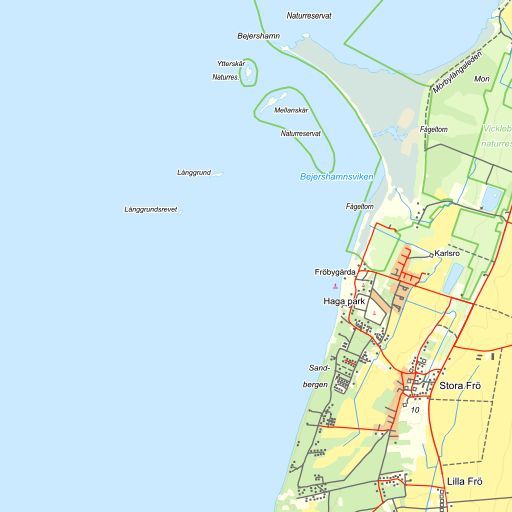 Naturreservat
Bejershamn
Ytterskär
Naturres.
Mörbylångaleden
Mon
Mellanskär
Naturreservat
Fågeltorn
Vickleb
naturres
Långgrund
Bejershamnsviken
Långgrundsrevet
Fågeltorn
Karlsro
Fröbygårda
Haga park
Sand-
bergen
Stora Frö
10
Lilla Frö